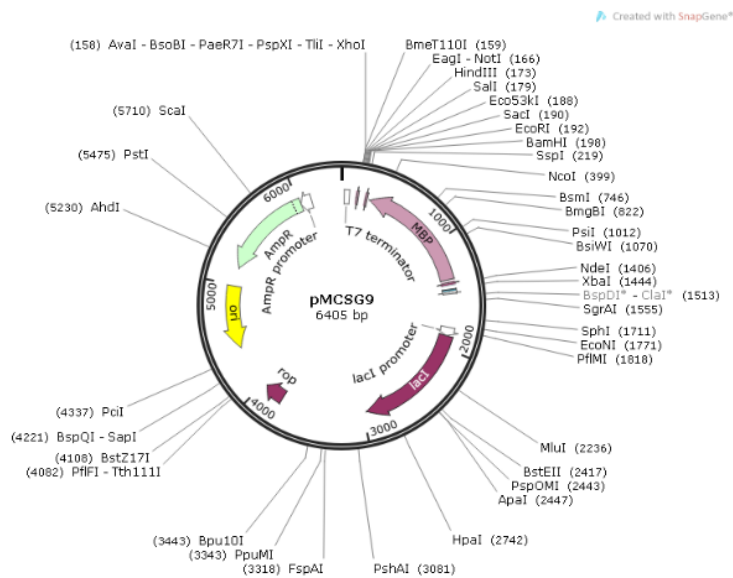 Created with SnapGene®
(158) AvaI - BsoBI - PaeR7I - PspXI - TliI - XhoI
BmeT110I (159)
EagI - NotI (166)
HindIII (173)
SalI (179)
Eco53kI (188)
SacI (190)
EcoRI (192)
BamHI (198)
SspI (219)
NcoI (399)
BsmI (746)
BmgBI (822)
PsiI (1012)
BsiWI (1070)
NdeI (1406)
XbaI (1444)
BspDI* - ClaI* (1513)
SgrAI (1555)
SphI (1711)
EcoNI (1771)
PflMI (1818)
MluI (2236)
BstEII (2417)
PspOMI (2443)
ApaI (2447)
HpaI (2742)
PshAI (3081)
(3318) FspAI
(3343) PpuMI
(3443) Bpu10I
(4082) PflFI - Tth111I
(4108) BstZ17I
(4221) BspQI - SapI
(4337) PciI
(5230) AhdI
(5475) PstI
(5710) ScaI
1000
2000
3000
4000
5000
6000
T7 terminator
MBP
lacI promoter
lacI
rop
ori
AmpR
AmpR promoter
pMCSG9
6405 bp